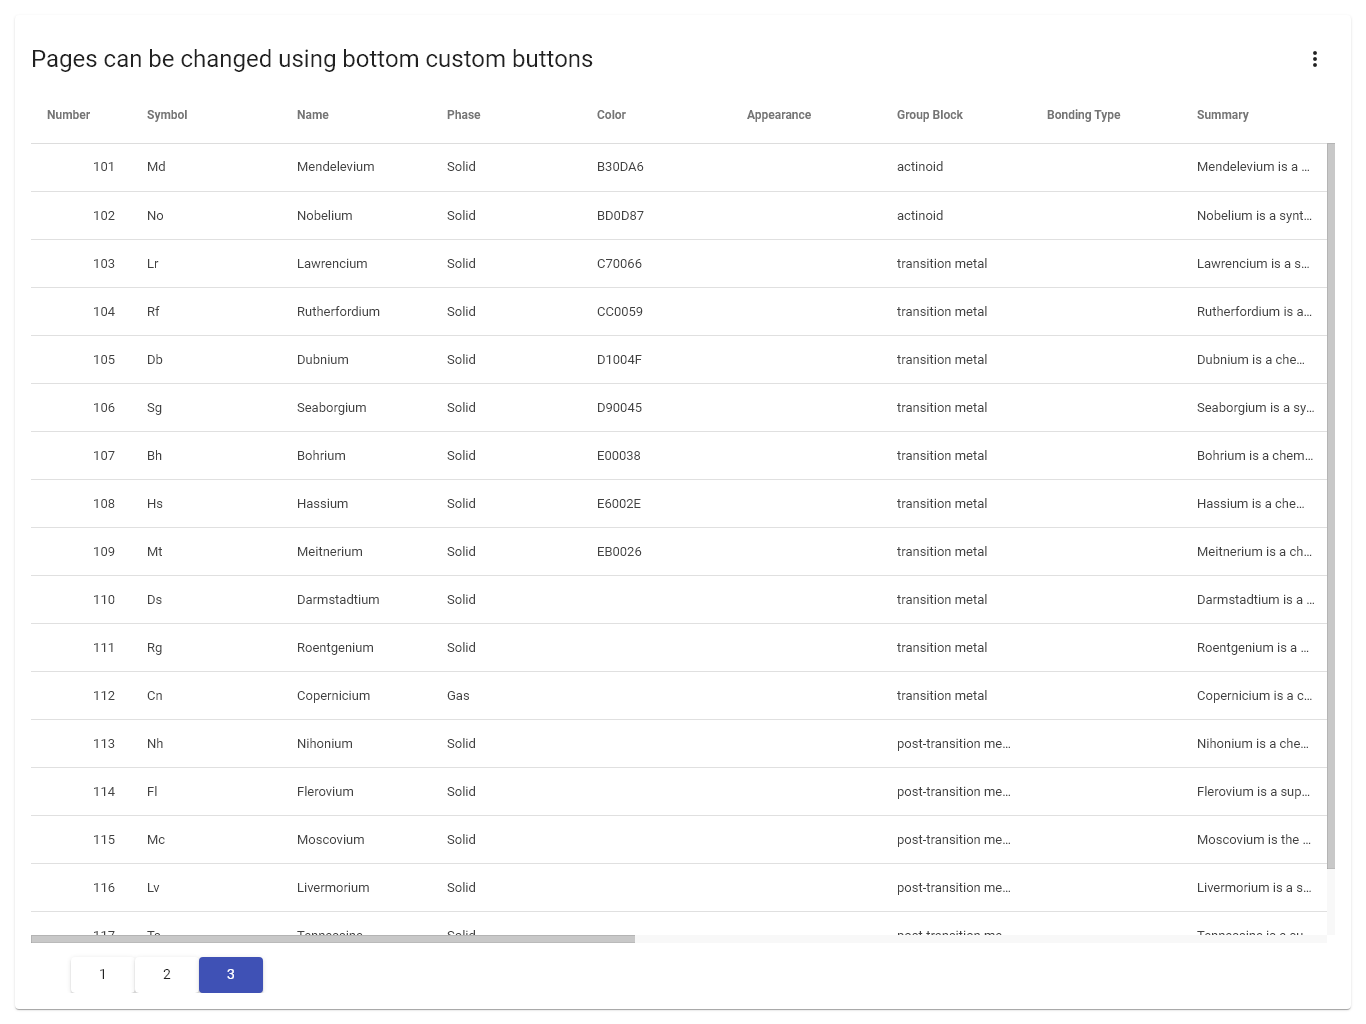 Pages can be changed using bottom custom buttons
Number Symbol Name Phase Color Appearance Group Block Bonding Type Summary
101 Md Mendelevium Solid B30DA6 actinoid Mendelevium is a ...
102 No Nobelium Solid BD0D87 actinoid Nobelium is a synt...
103 Lr Lawrencium Solid C70066 transition metal Lawrencium is a s...
104 Rf Rutherfordium Solid CC0059 transition metal Rutherfordium is a...
105 Db Dubnium Solid D1004F transition metal Dubnium is a che...
106 Sg Seaborgium Solid D90045 transition metal Seaborgium is a sy...
107 Bh Bohrium Solid E00038 transition metal Bohrium is a chem...
108 Hs Hassium Solid E6002E transition metal Hassium is a che...
109 Mt Meitnerium Solid EB0026 transition metal Meitnerium is a ch...
110 Ds Darmstadtium Solid transition metal Darmstadtium is a ...
111 Rg Roentgenium Solid transition metal Roentgenium is a ...
112 Cn Copernicium Gas transition metal Copernicium is a c...
113 Nh Nihonium Solid post-transition me... Nihonium is a che...
114 Fl Flerovium Solid post-transition me... Flerovium is a sup...
115 Mc Moscovium Solid post-transition me... Moscovium is the ...
116 Lv Livermorium Solid post-transition me... Livermorium is a s...
1 2 3